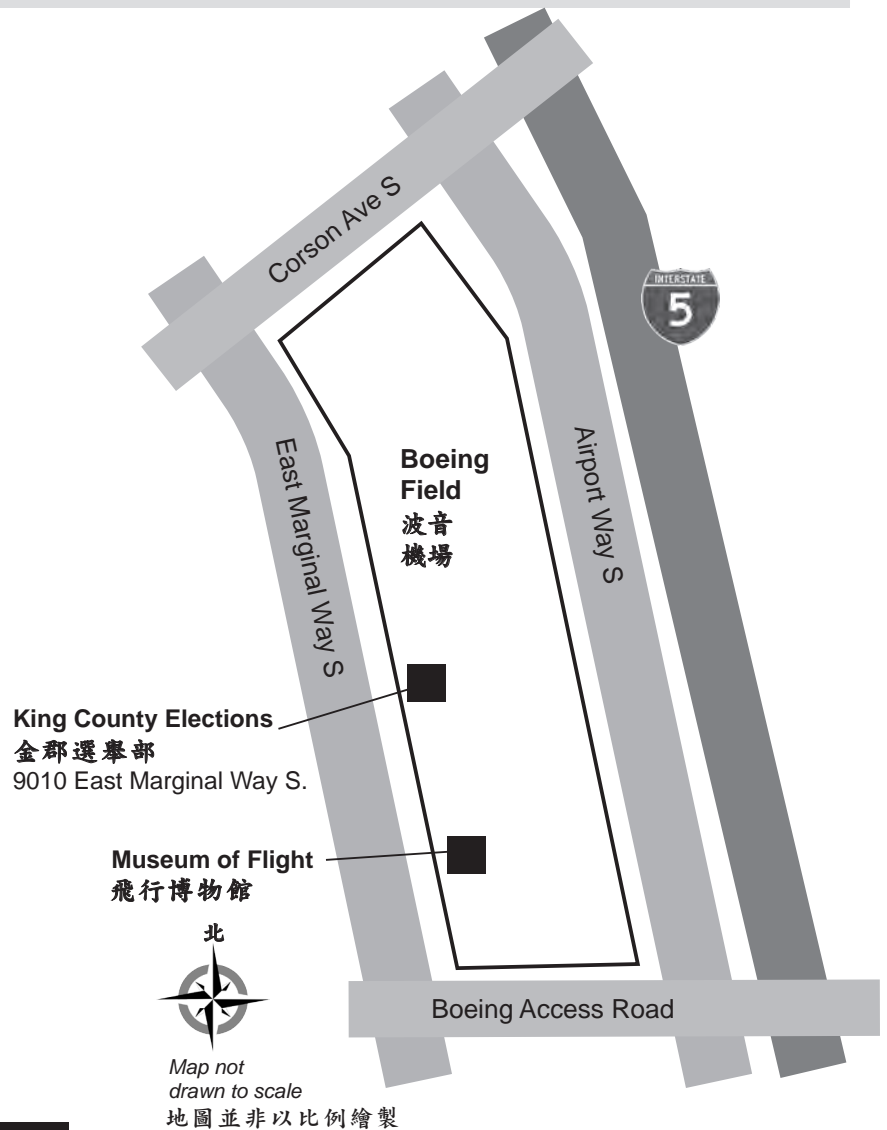 Corson Ave S
INTERSTATE
5
East Marginal Way S
Boeing
Field
波音
機場
Airport Way S
King County Elections
金郡選舉部
9010 East Marginal Way S.
Museum of Flight
飛行博物館
北
Boeing Access Road
Map not
drawn to scale
地圖並非以比例繪製